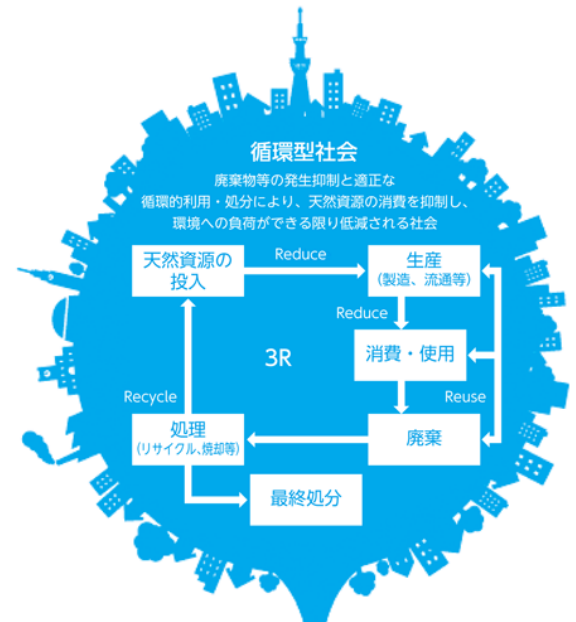 循環型社会
廃棄物等の発生抑制と適正な
循環的利用・処分により、天然資源の消費を抑制し、
環境への負荷ができる限り低減される社会
天然資源の
投入
Reduce
生産
(製造、流通等)
Reduce
3R
消費・使用
Recycle
Reuse
処理
(リサイクル、焼却等)
廃棄
最終処分